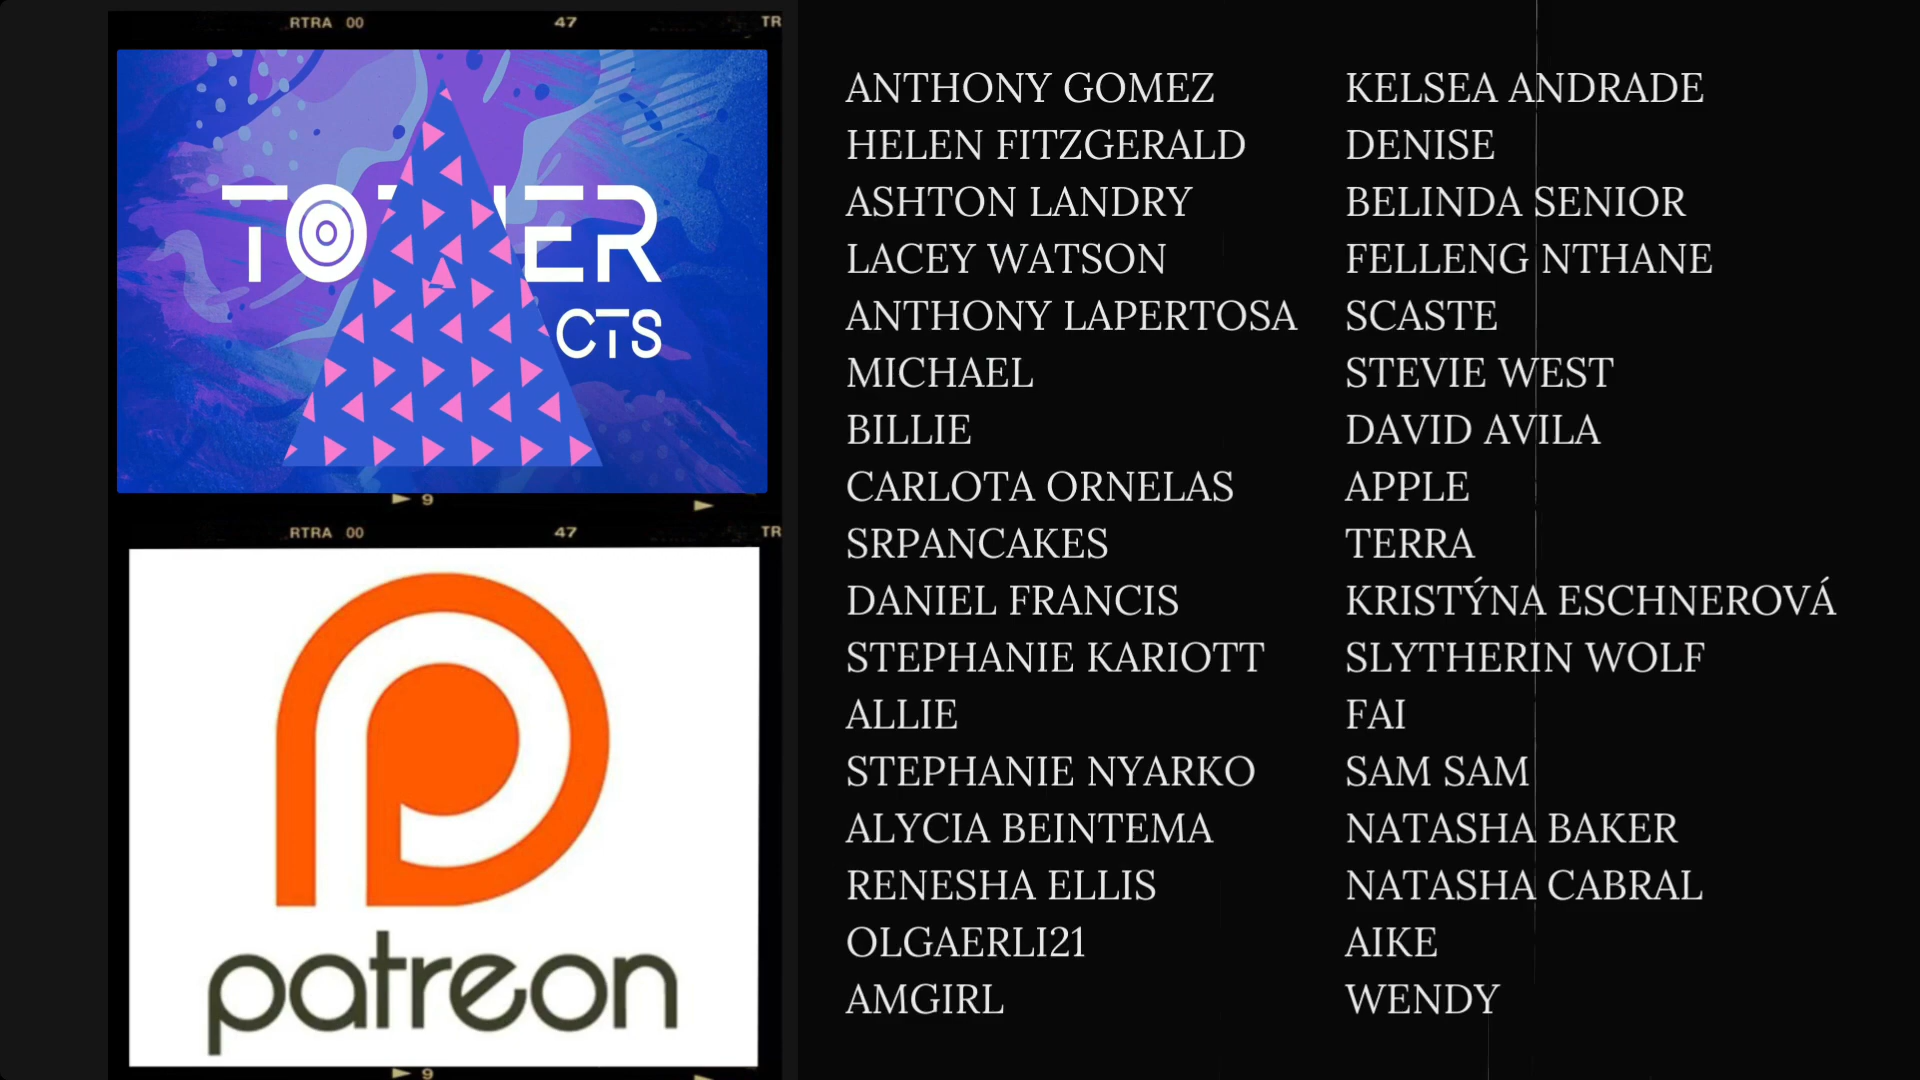 RTRA 00
47
TR
TO
ER
CTS
9
RTRA 00
47
TR
patreon
9
ANTHONY GOMEZ
HELEN FITZGERALD
ASHTON LANDRY
LACEY WATSON
ANTHONY LAPERTOSA
MICHAEL
BILLIE
CARLOTA ORNELAS
SRPANCAKES
DANIEL FRANCIS
STEPHANIE KARIOTT
ALLIE
STEPHANIE NYARKO
ALYCIA BEINTEMA
RENESHA ELLIS
OLGAERLI21
AMGIRL
KELSEA ANDRADE
DENISE
BELINDA SENIOR
FELLENG NTHANE
SCASTE
STEVIE WEST
DAVID AVILA
APPLE
TERRA
KRISTÝNA ESCHNEROVÁ
SLYTHERIN WOLF
FAI
SAM SAM
NATASHA BAKER
NATASHA CABRAL
AIKE
WENDY